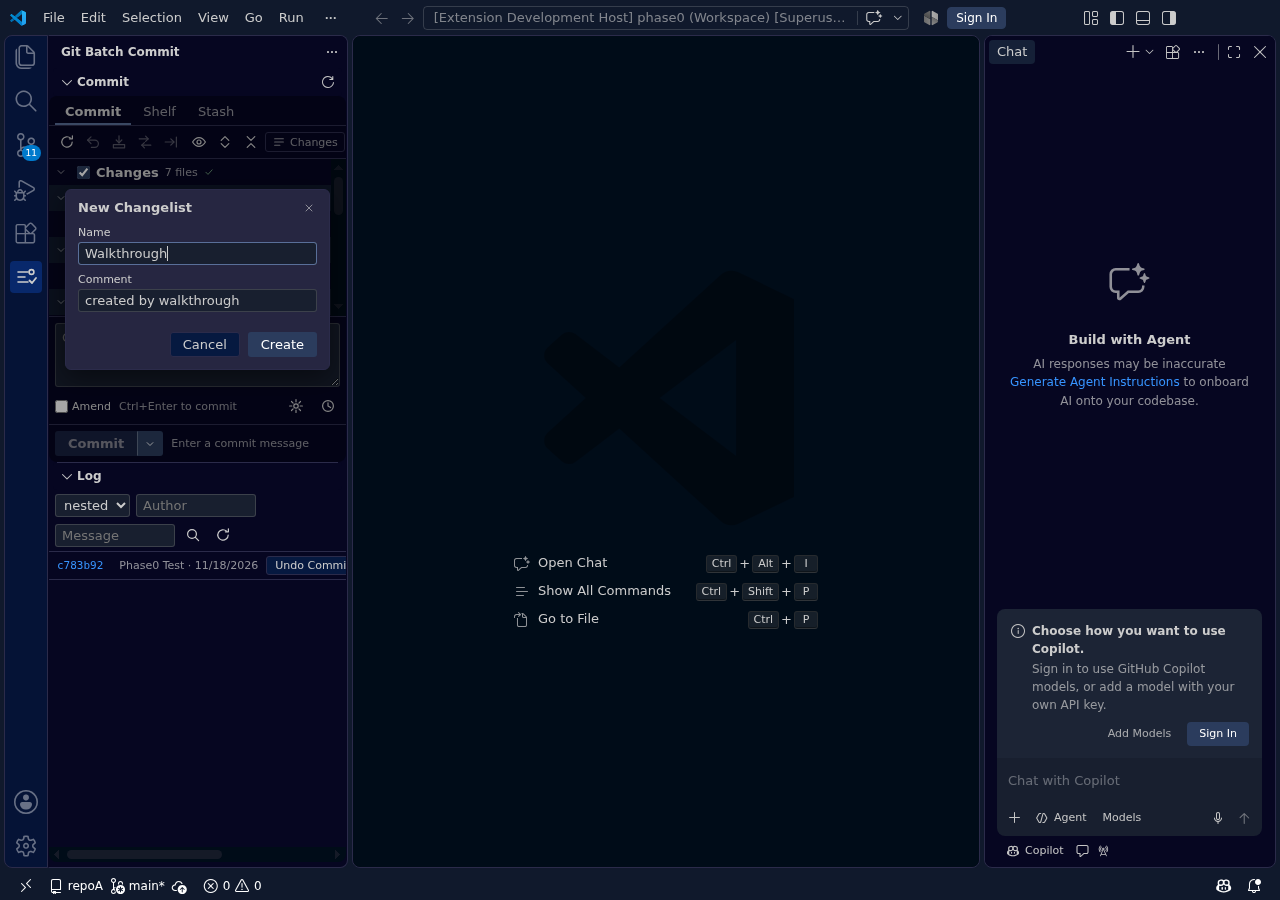 File Edit Selection View Go Run ···
[Extension Development Host] phase0 (Workspace) [Superus...
Sign In
Git Batch Commit
Commit
Commit Shelf Stash
Changes
Changes 7 files
New Changelist
Name
Walkthrough
Comment
created by walkthrough
Cancel Create
Amend Ctrl+Enter to commit
Commit Enter a commit message
Log
nested Author
Message
c783b92 Phase0 Test · 11/18/2026 Undo Commi
11
Open Chat Ctrl + Alt + I
Show All Commands Ctrl + Shift + P
Go to File Ctrl + P
Chat
Build with Agent
AI responses may be inaccurate
Generate Agent Instructions to onboard
AI onto your codebase.
Choose how you want to use
Copilot.
Sign in to use GitHub Copilot
models, or add a model with your
own API key.
Add Models Sign In
Chat with Copilot
Agent Models
Copilot
repoA main* 0 0